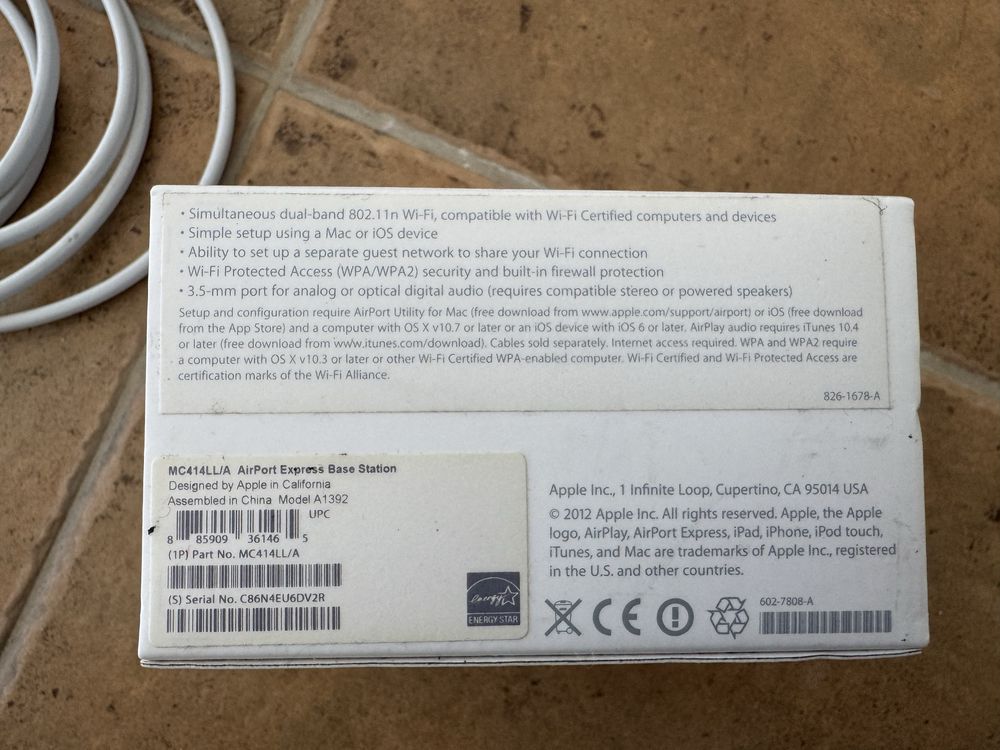 • Simultaneous dual-band 802.11n Wi-Fi, compatible with Wi-Fi Certified computers and devices
• Simple setup using a Mac or iOS device
• Ability to set up a separate guest network to share your Wi-Fi connection
• Wi-Fi Protected Access (WPA/WPA2) security and built-in firewall protection
• 3.5-mm port for analog or optical digital audio (requires compatible stereo or powered speakers)
Setup and configuration require AirPort Utility for Mac (free download from www.apple.com/support/airport) or iOS (free download
from the App Store) and a computer with OS X v10.7 or later or an iOS device with iOS 6 or later. AirPlay audio requires iTunes 10.4
or later (free download from www.itunes.com/download). Cables sold separately. Internet access required. WPA and WPA2 require
a computer with OS X v10.3 or later or other Wi-Fi Certified WPA-enabled computer. Wi-Fi Certified and Wi-Fi Protected Access are
certification marks of the Wi-Fi Alliance.
826-1678-A
MC414LL/A AirPort Express Base Station
Designed by Apple in California
Assembled in China Model A1392
UPC
8 85909 36146 5
(1P) Part No. MC414LL/A
(S) Serial No. C86N4EU6DV2R
energy
ENERGY STAR
Apple Inc., 1 Infinite Loop, Cupertino, CA 95014 USA
© 2012 Apple Inc. All rights reserved. Apple, the Apple
logo, AirPlay, AirPort Express, iPad, iPhone, iPod touch,
iTunes, and Mac are trademarks of Apple Inc., registered
in the U.S. and other countries.
CE
602-7808-A